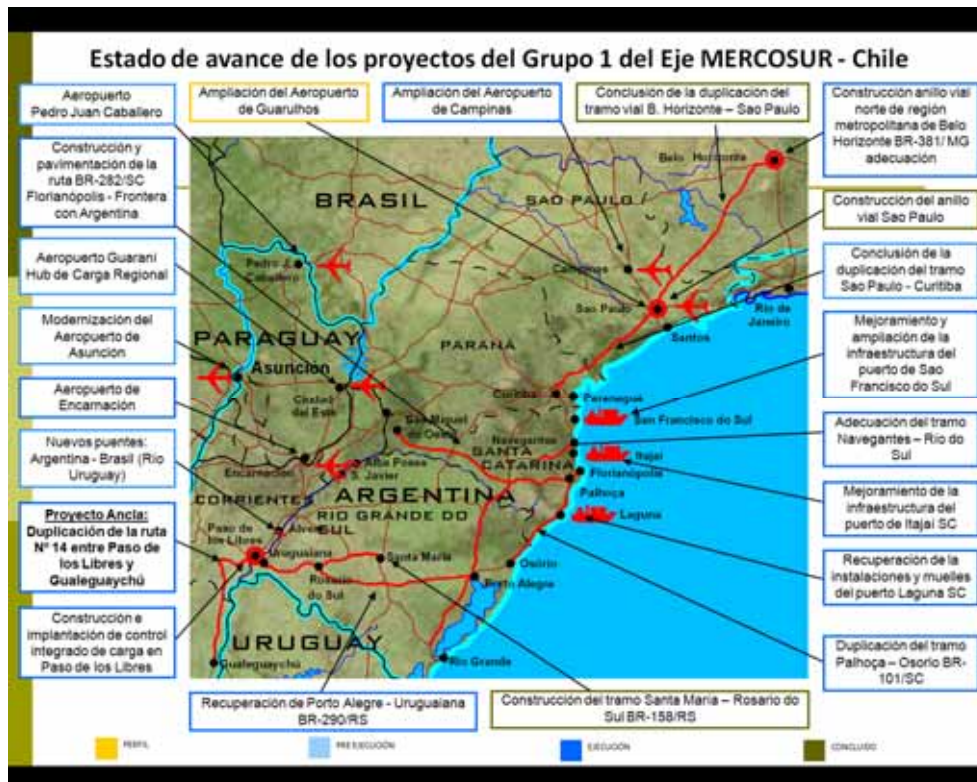 Estado de avance de los proyectos del Grupo 1 del Eje MERCOSUR - Chile
Aeropuerto
Pedro Juan Caballero
Ampliación del Aeropuerto
de Guarulhos
Ampliación del Aeropuerto
de Campinas
Conclusión de la duplicación del
tramo vial B. Horizonte – Sao Paulo
Construcción anillo vial
norte de región
metropolitana de Belo
Horizonte BR-381/ MG
adecuación
Construcción y
pavimentación de la
ruta BR-282/SC
Florianópolis - Frontera
con Argentina
Aeropuerto Guaraní
Hub de Carga Regional
Modernización del
Aeropuerto de
Asunción
Aeropuerto de
Encarnación
Nuevos puentes:
Argentina - Brasil (Río
Uruguay)
Proyecto Ancla:
Duplicación de la ruta
Nº 14 entre Paso de
los Libres y
Gualeguaychú
Construcción e
implantación de control
integrado de carga en
Paso de los Libres
Belo Horizonte
BRASIL
SAO PAULO
Pedro J.
Caballero
Campinas
Sao Paulo
Rio de
Janeiro
Santos
PARAGUAY
PARANÁ
Asunción
Ciudad
del Este
Curitiba
San Miguel
do Oeste
San Francisco do Sul
Navegantes
SANTA
CATARINA
Itajaí
Florianópolis
Encarnación
Alba Posse
S. Javier
Palhoça
CORRIENTES
ARGENTINA
Laguna
RIO GRANDE DO
SUL
Paso de
los Libres
Uruguaiana
Santa María
Rosario
do Sul
Osorio
Porto Alegre
URUGUAY
Gualeguaychú
Rio Grande
Construcción del anillo
vial Sao Paulo
Conclusión de la
duplicación del tramo
Sao Paulo - Curitiba
Mejoramiento y
ampliación de la
infraestructura del
puerto de Sao
Francisco do Sul
Adecuación del tramo
Navegantes – Rio do
Sul
Mejoramiento de la
infraestructura del
puerto de Itajaí SC
Recuperación de la
instalaciones y muelles
del puerto Laguna SC
Duplicación del tramo
Palhoça – Osorio BR-
101/SC
Recuperación de Porto Alegre - Uruguaiana
BR-290/RS
Construcción del tramo Santa María – Rosario do
Sul BR-158/RS
PERFIL
PRE EJECUCIÓN
EJECUCIÓN
CONCLUIDO